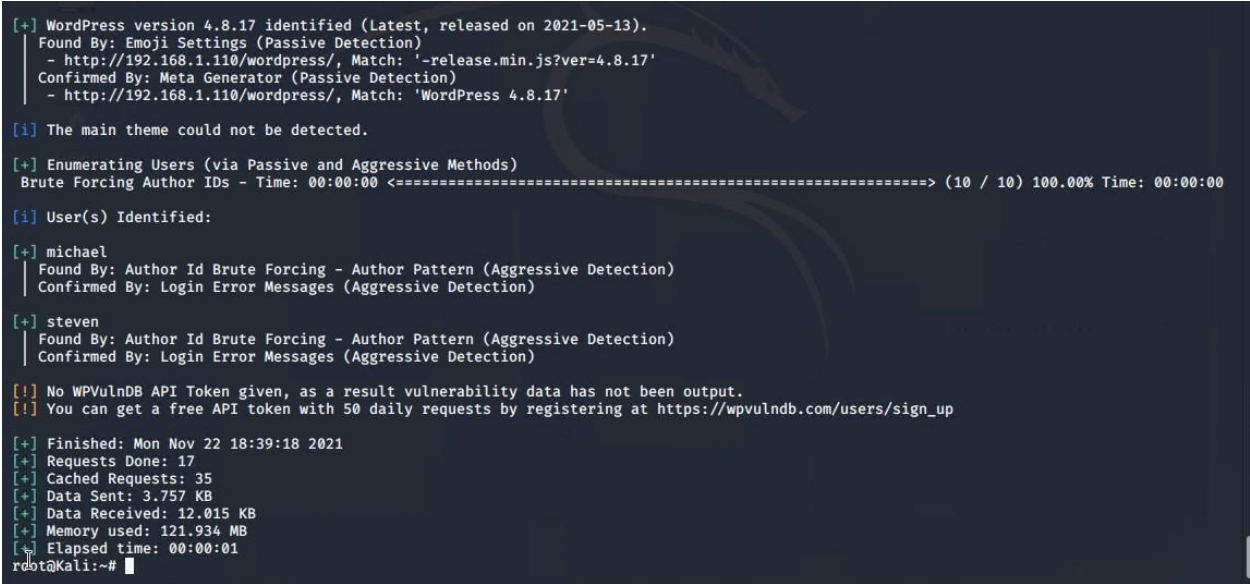 [+] WordPress version 4.8.17 identified (Latest, released on 2021-05-13).
| Found By: Emoji Settings (Passive Detection)
|  - http://192.168.1.110/wordpress/, Match: '-release.min.js?ver=4.8.17'
| Confirmed By: Meta Generator (Passive Detection)
|  - http://192.168.1.110/wordpress/, Match: 'WordPress 4.8.17'
[i] The main theme could not be detected.
[+] Enumerating Users (via Passive and Aggressive Methods)
Brute Forcing Author IDs - Time: 00:00:00 <=============================================================> (10 / 10) 100.00% Time: 00:00:00
[i] User(s) Identified:
[+] michael
| Found By: Author Id Brute Forcing - Author Pattern (Aggressive Detection)
| Confirmed By: Login Error Messages (Aggressive Detection)
[+] steven
| Found By: Author Id Brute Forcing - Author Pattern (Aggressive Detection)
| Confirmed By: Login Error Messages (Aggressive Detection)
[!] No WPVulnDB API Token given, as a result vulnerability data has not been output.
[!] You can get a free API token with 50 daily requests by registering at https://wpvulndb.com/users/sign_up
[+] Finished: Mon Nov 22 18:39:18 2021
[+] Requests Done: 17
[+] Cached Requests: 35
[+] Data Sent: 3.757 KB
[+] Data Received: 12.015 KB
[+] Memory used: 121.934 MB
[+] Elapsed time: 00:00:01
root@Kali:~#